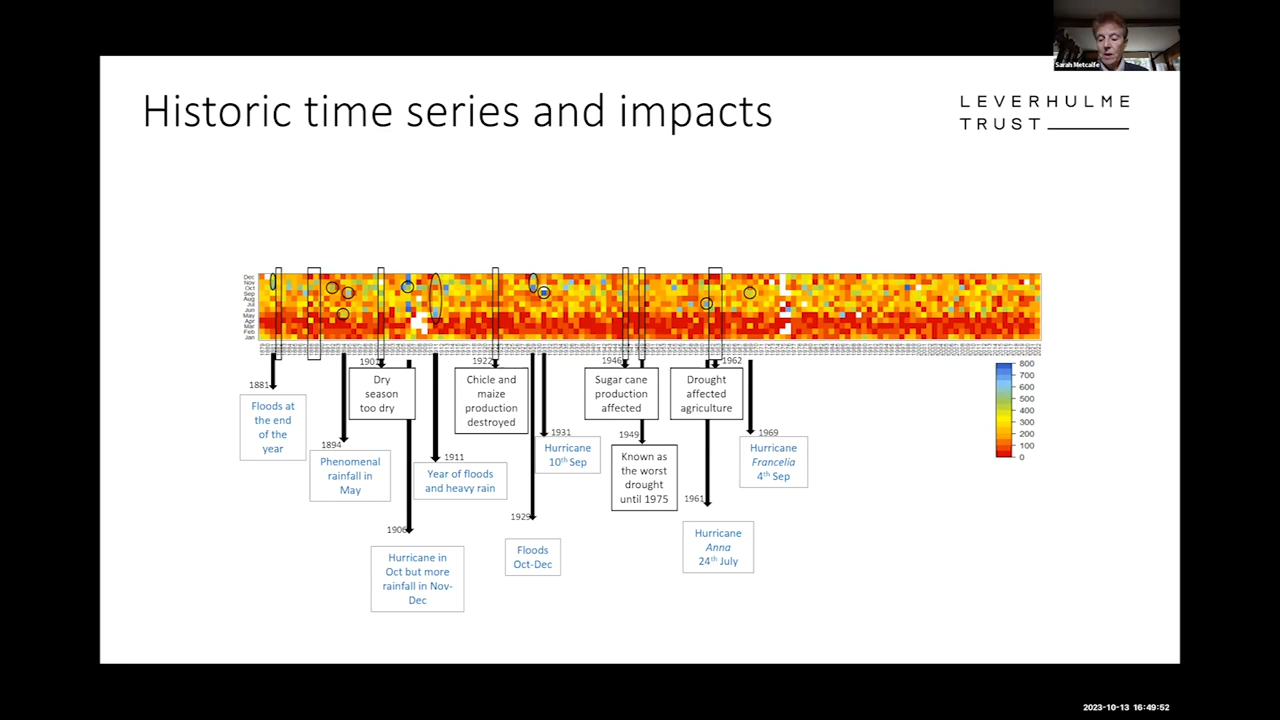 Sarah Metcalfe
Historic time series and impacts
LEVERHULME
TRUST
Dec
Nov
Oct
Sep
Aug
Jul
Jun
May
Apr
Mar
Feb
Jan
1881
Floods at
the end
of the
year
1894
Phenomenal
rainfall in
May
1901
Dry
season
too dry
1906
Hurricane in
Oct but more
rainfall in Nov-
Dec
1911
Year of floods
and heavy rain
1922
Chicle and
maize
production
destroyed
1929
Floods
Oct-Dec
1931
Hurricane
10th Sep
1946
Sugar cane
production
affected
1949
Known as
the worst
drought
until 1975
1962
Drought
affected
agriculture
1961
Hurricane
Anna
24th July
1969
Hurricane
Francelia
4th Sep
800
700
600
500
400
300
200
100
0
2023-10-13 16:49:52